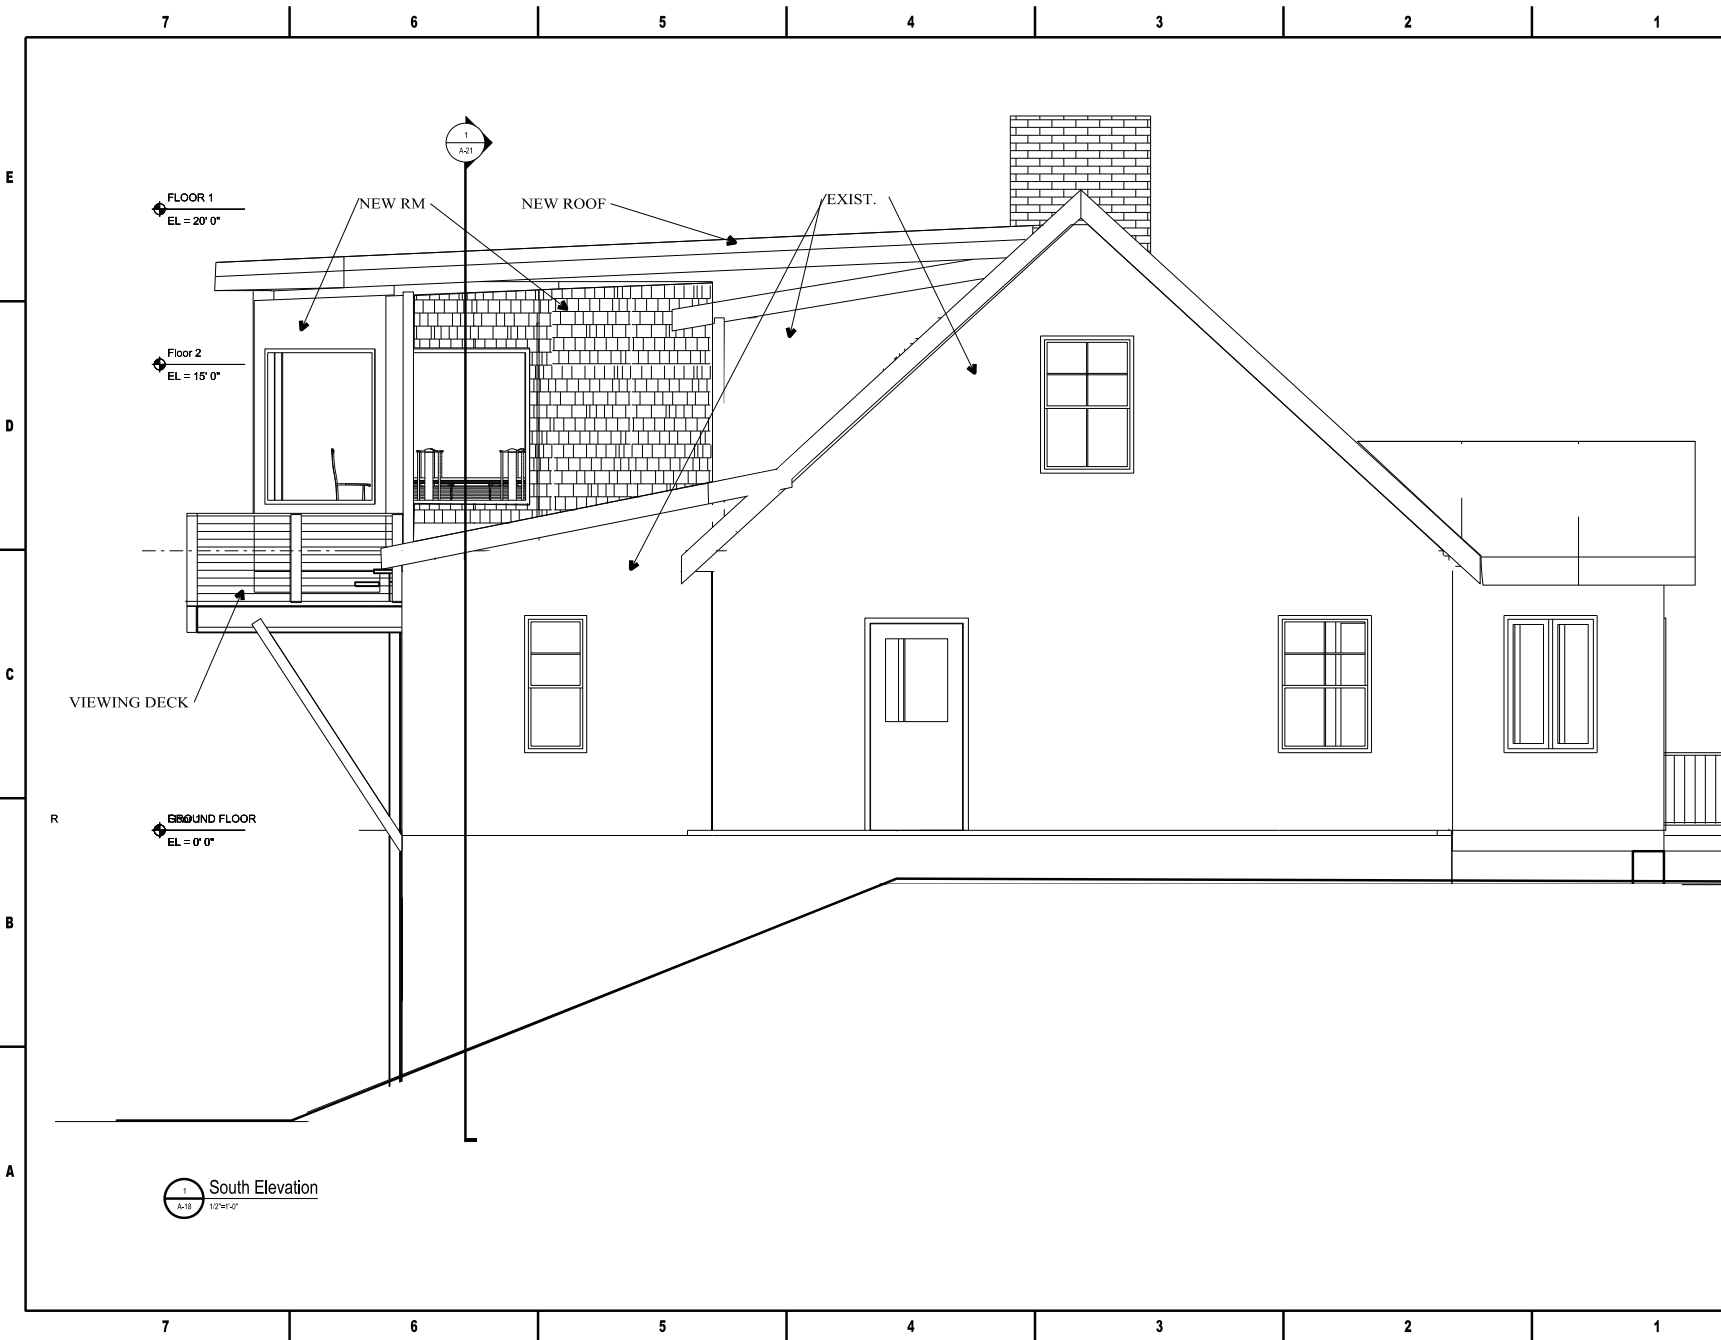 7 6 5 4 3 2 1
E
D
C
B
A
1
A-21
FLOOR 1
EL = 20' 0"
NEW RM
NEW ROOF
EXIST.
Floor 2
EL = 15' 0"
VIEWING DECK
R
GROUND FLOOR
EL = 0' 0"
1
A-18
South Elevation
1/2"=1'-0"
7 6 5 4 3 2 1